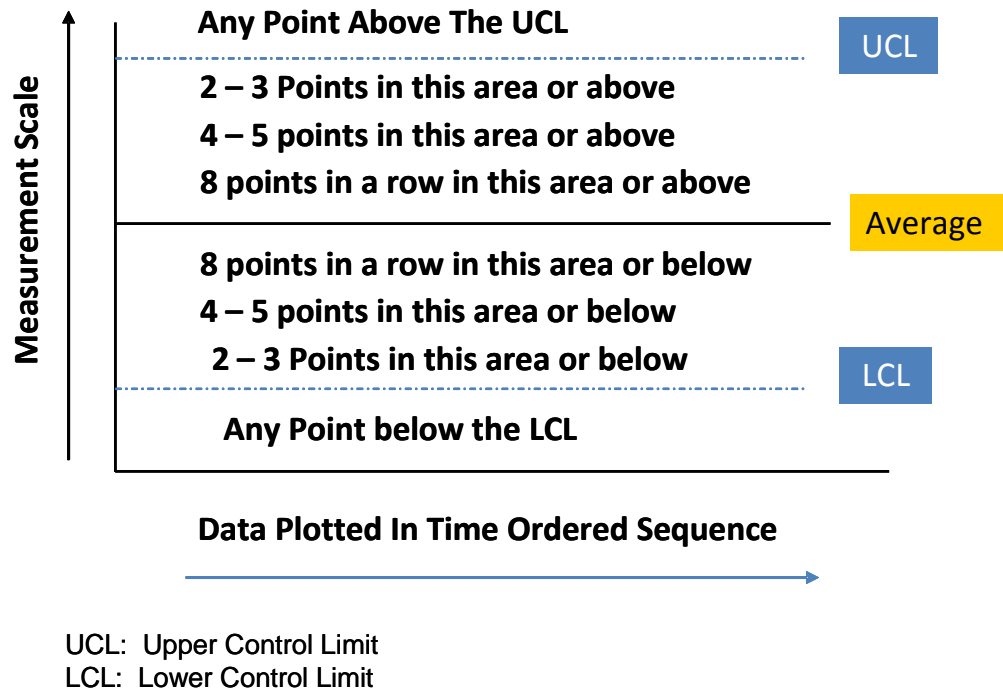 Any Point Above The UCL
UCL
2 – 3 Points in this area or above
4 – 5 points in this area or above
8 points in a row in this area or above
Average
Measurement Scale
8 points in a row in this area or below
4 – 5 points in this area or below
2 – 3 Points in this area or below
LCL
Any Point below the LCL
Data Plotted In Time Ordered Sequence
UCL:  Upper Control Limit
LCL:  Lower Control Limit